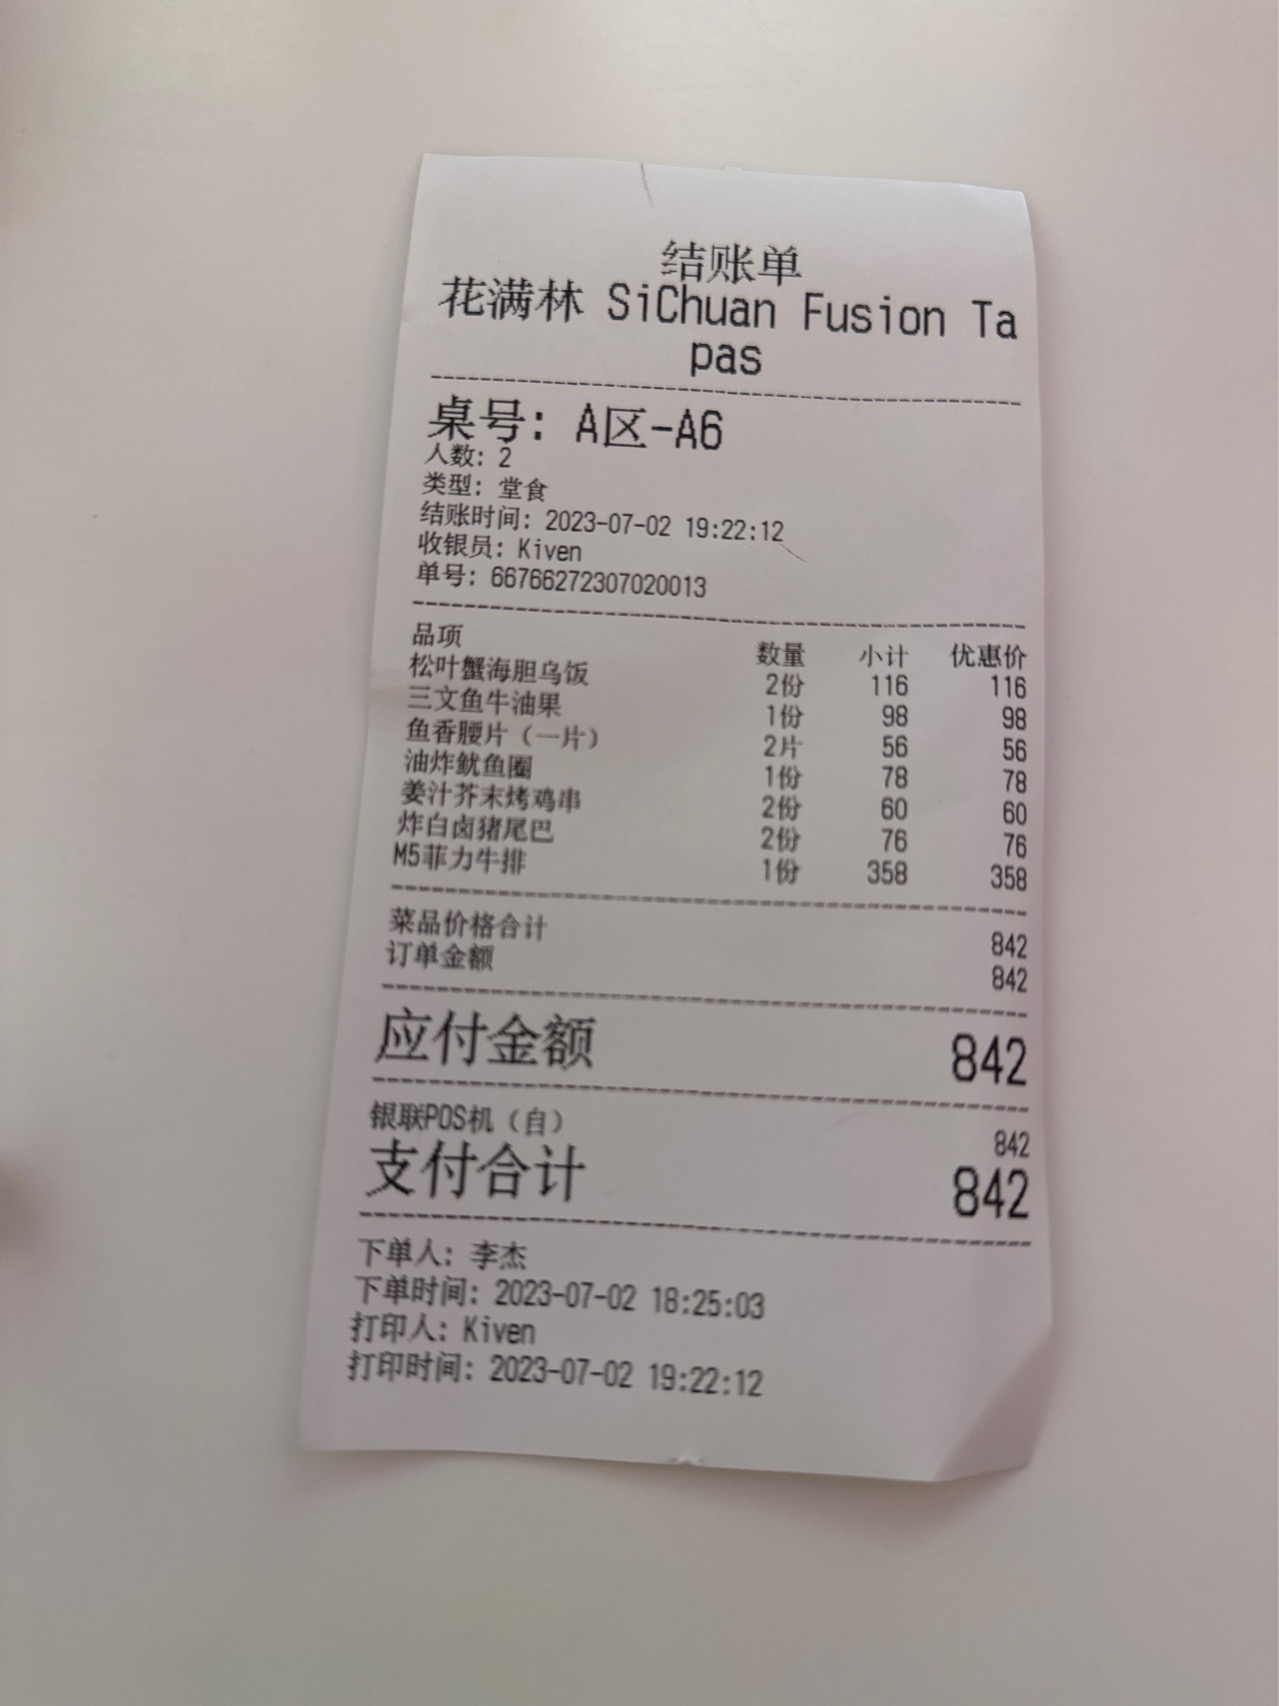 结账单
花满林 SiChuan Fusion Ta
pas
桌号: A区-A6
人数: 2
类型: 堂食
结账时间: 2023-07-02 19:22:12
收银员: Kiven
单号: 66766272307020013
品项 数量 小计 优惠价
松叶蟹海胆乌饭 2份 116 116
三文鱼牛油果 1份 98 98
鱼香腰片（一片） 2片 56 56
油炸鱿鱼圈 1份 78 78
姜汁芥末烤鸡串 2份 60 60
炸白卤猪尾巴 2份 76 76
M5菲力牛排 1份 358 358
菜品价格合计 842
订单金额 842
应付金额 842
银联POS机（自） 842
支付合计 842
下单人: 李杰
下单时间: 2023-07-02 18:25:03
打印人: Kiven
打印时间: 2023-07-02 19:22:12